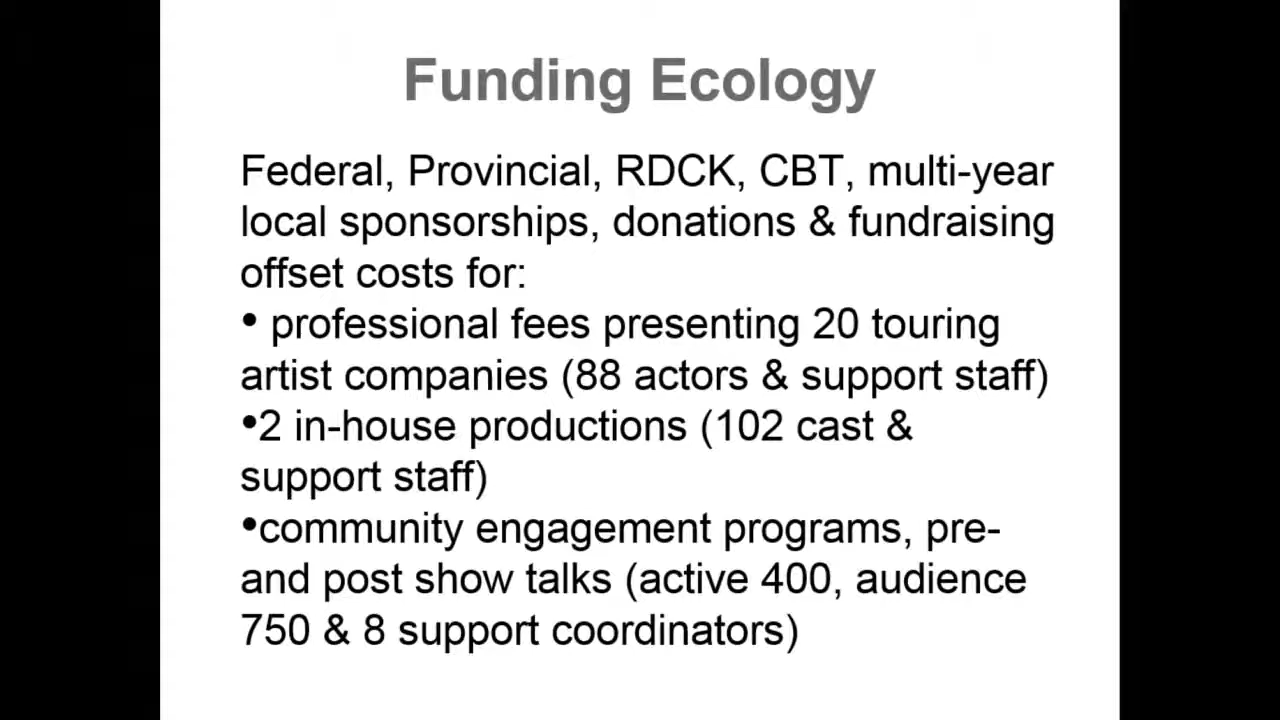 Funding Ecology
Federal, Provincial, RDCK, CBT, multi-year
local sponsorships, donations & fundraising
offset costs for:
• professional fees presenting 20 touring
artist companies (88 actors & support staff)
•2 in-house productions (102 cast &
support staff)
•community engagement programs, pre-
and post show talks (active 400, audience
750 & 8 support coordinators)